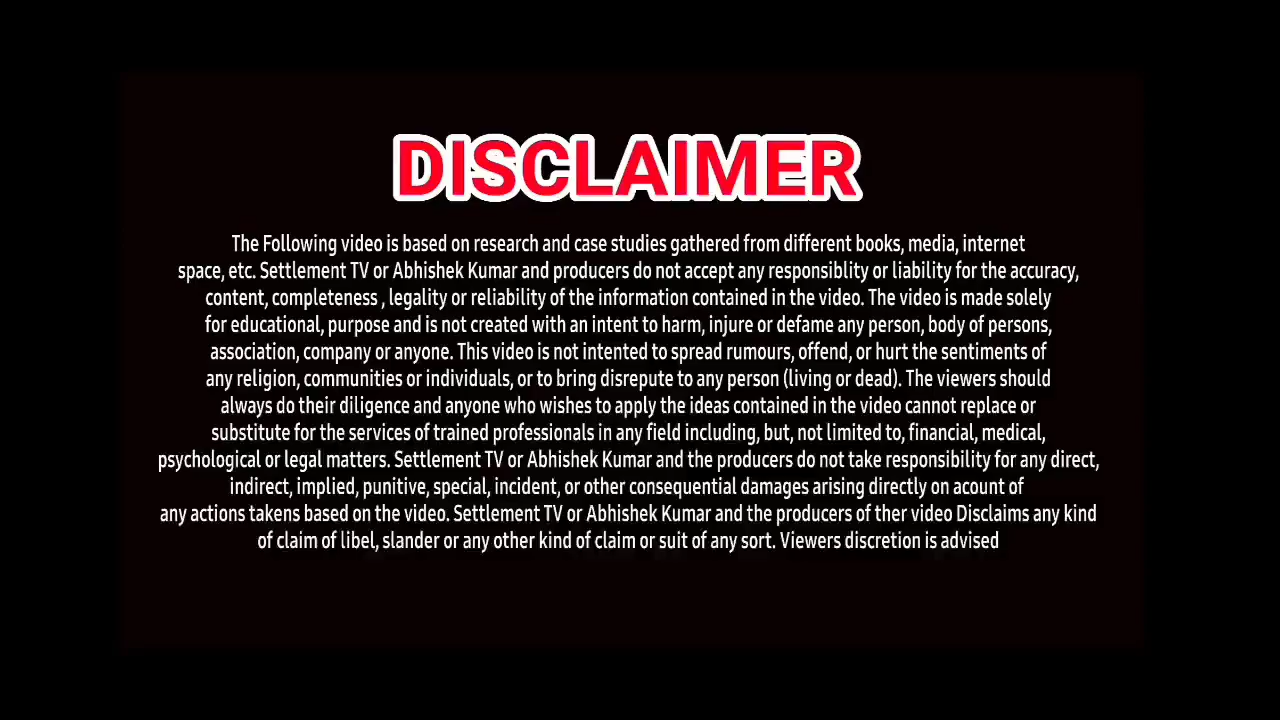 DISCLAIMER
The Following video is based on research and case studies gathered from different books, media, internet
space, etc. Settlement TV or Abhishek Kumar and producers do not accept any responsiblity or liability for the accuracy,
content, completeness , legality or reliability of the information contained in the video. The video is made solely
for educational, purpose and is not created with an intent to harm, injure or defame any person, body of persons,
association, company or anyone. This video is not intented to spread rumours, offend, or hurt the sentiments of
any religion, communities or individuals, or to bring disrepute to any person (living or dead). The viewers should
always do their diligence and anyone who wishes to apply the ideas contained in the video cannot replace or
substitute for the services of trained professionals in any field including, but, not limited to, financial, medical,
psychological or legal matters. Settlement TV or Abhishek Kumar and the producers do not take responsibility for any direct,
indirect, implied, punitive, special, incident, or other consequential damages arising directly on acount of
any actions takens based on the video. Settlement TV or Abhishek Kumar and the producers of ther video Disclaims any kind
of claim of libel, slander or any other kind of claim or suit of any sort. Viewers discretion is advised